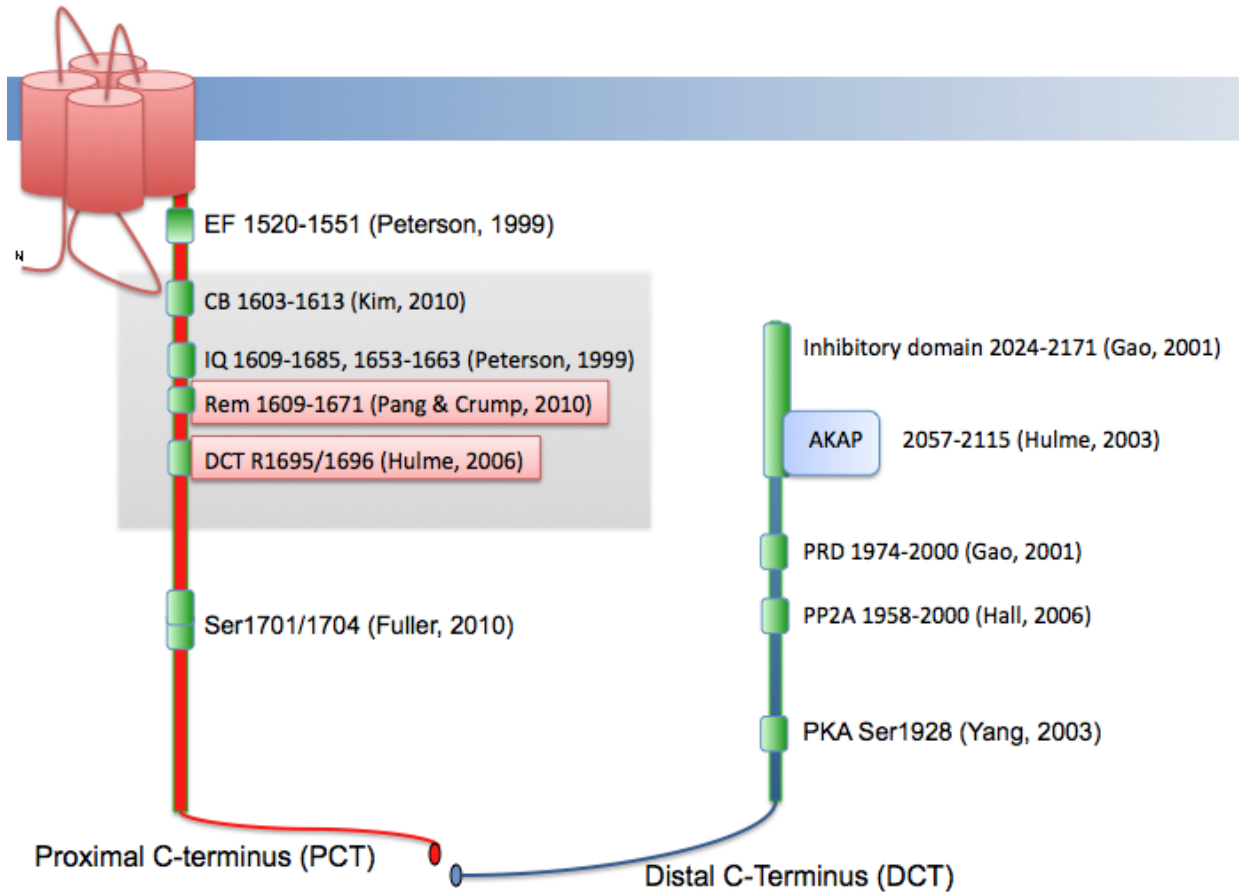 EF 1520-1551 (Peterson, 1999)
N
CB 1603-1613 (Kim, 2010)
IQ 1609-1685, 1653-1663 (Peterson, 1999)
Rem 1609-1671 (Pang & Crump, 2010)
DCT R1695/1696 (Hulme, 2006)
Ser1701/1704 (Fuller, 2010)
Proximal C-terminus (PCT)
Inhibitory domain 2024-2171 (Gao, 2001)
AKAP 2057-2115 (Hulme, 2003)
PRD 1974-2000 (Gao, 2001)
PP2A 1958-2000 (Hall, 2006)
PKA Ser1928 (Yang, 2003)
Distal C-Terminus (DCT)